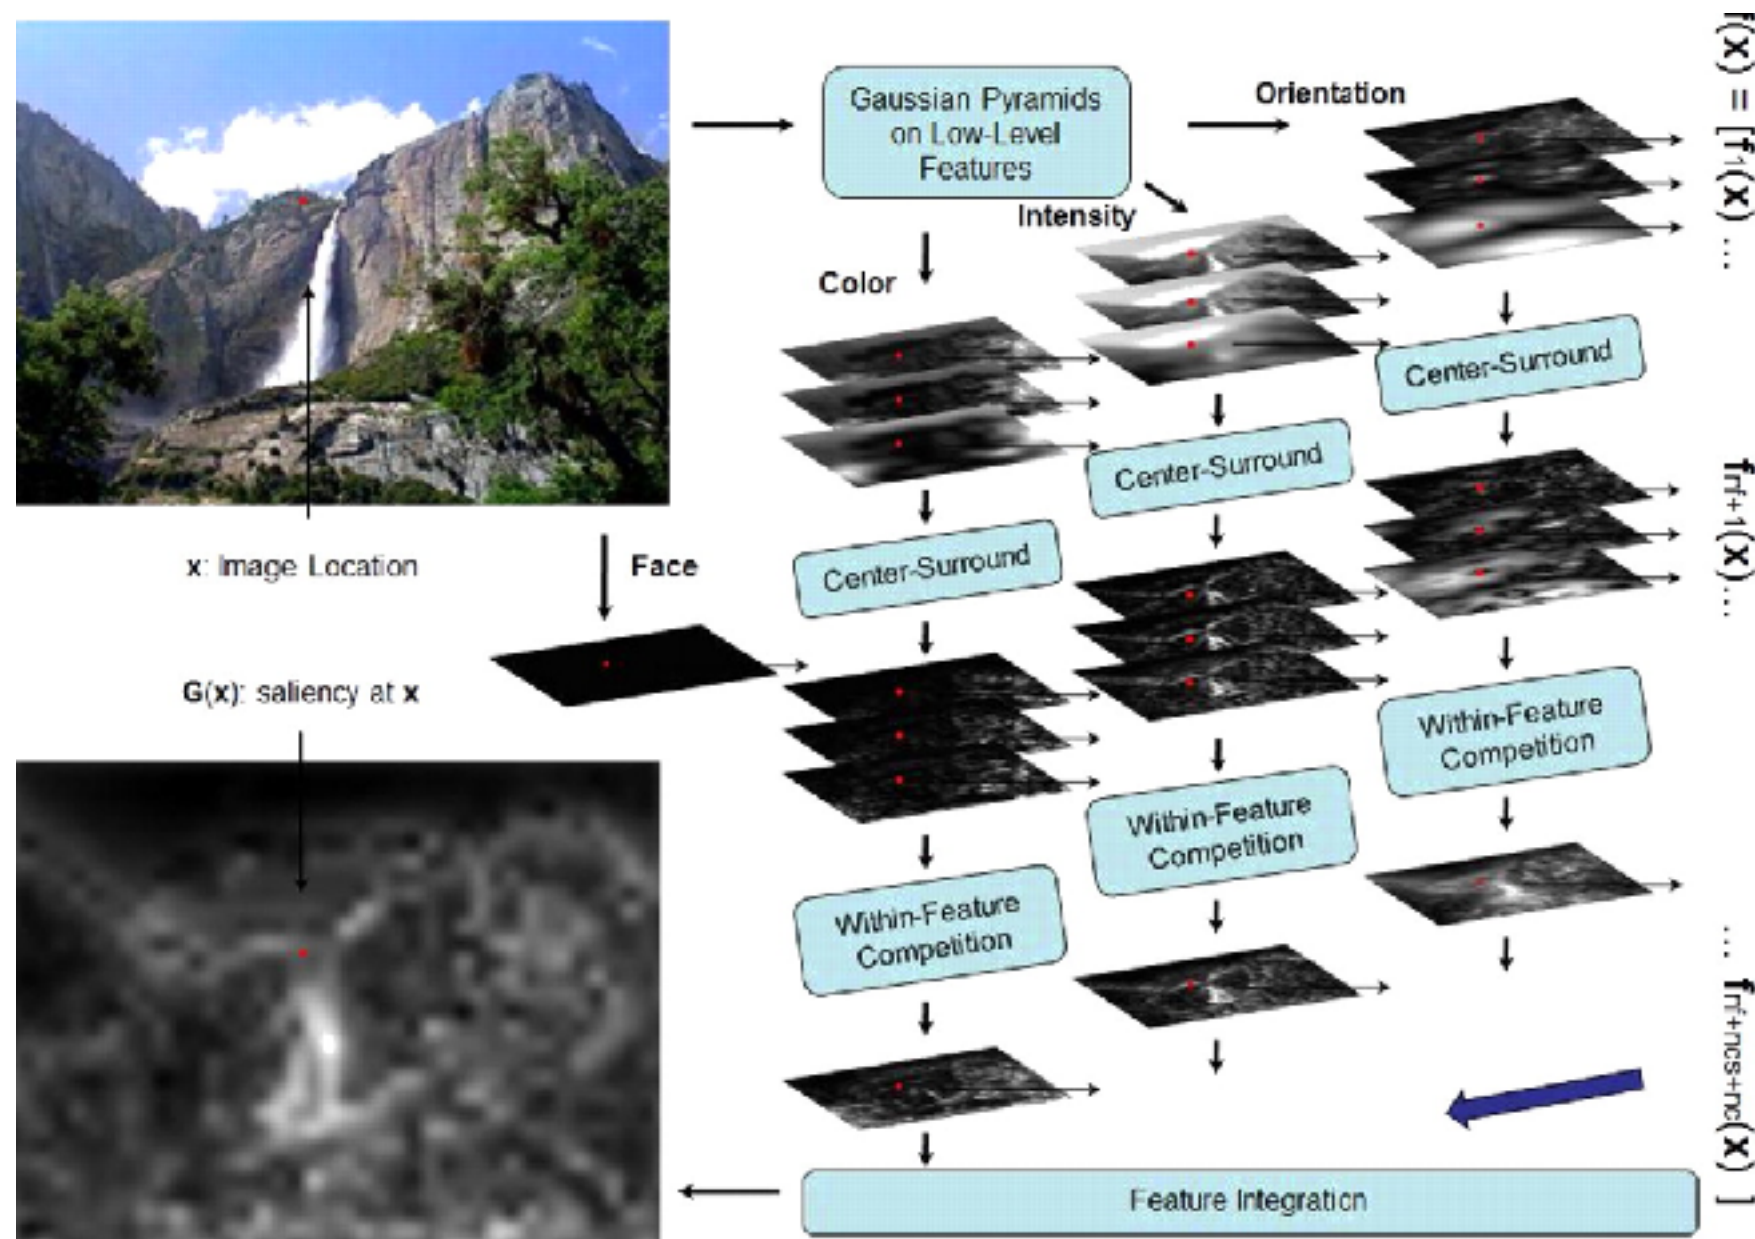 Gaussian Pyramids
on Low-Level
Features
Orientation
Intensity
Color
Center-Surround
Center-Surround
Center-Surround
x: Image Location
Face
G(x): saliency at x
Within-Feature
Competition
Within-Feature
Competition
Within-Feature
Competition
Feature Integration
f(x) = [f1(x) ...
fnf+1(x)...
... fnf+ncs+nc(x) ]